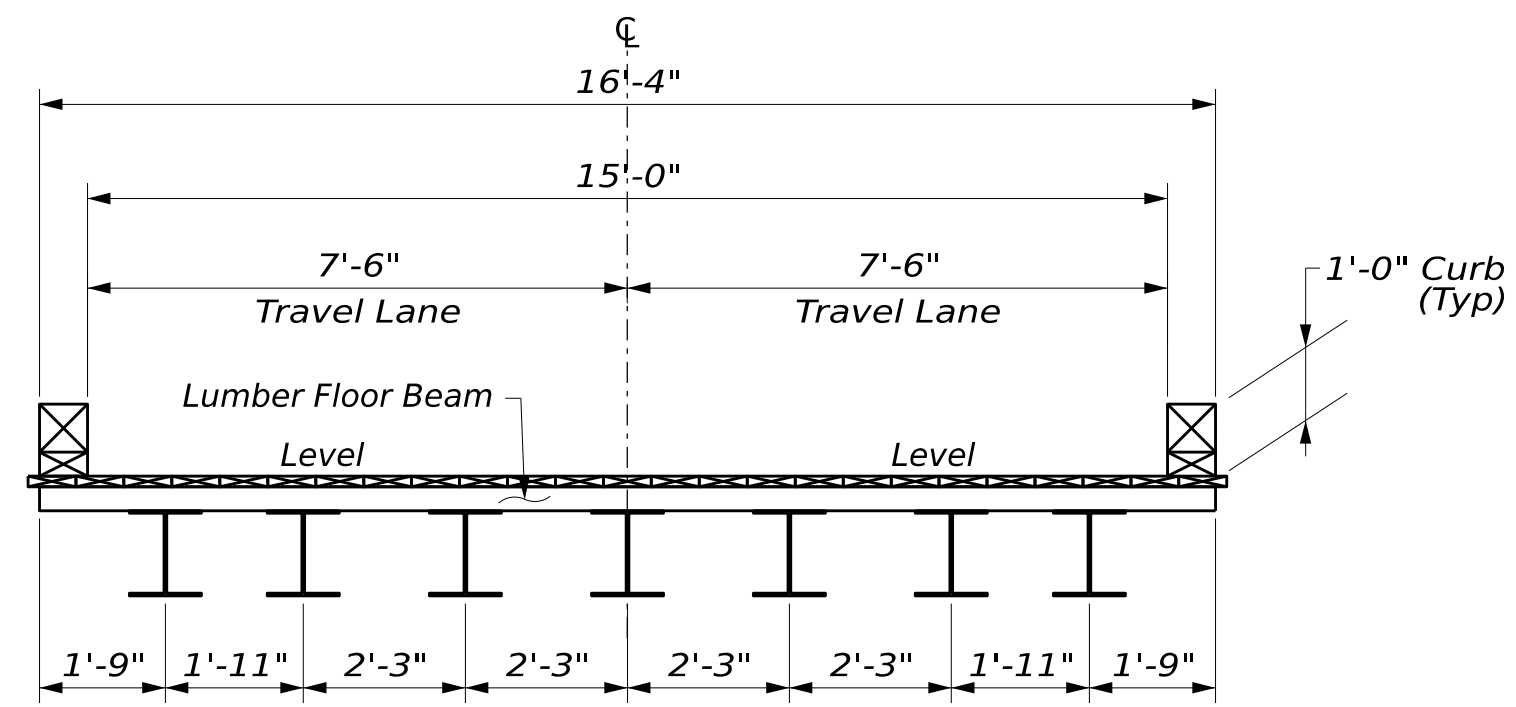 ℄
16'-4"
15'-0"
7'-6" 7'-6"
Travel Lane Travel Lane
1'-0" Curb
(Typ)
Lumber Floor Beam
Level Level
1'-9" 1'-11" 2'-3" 2'-3" 2'-3" 2'-3" 1'-11" 1'-9"